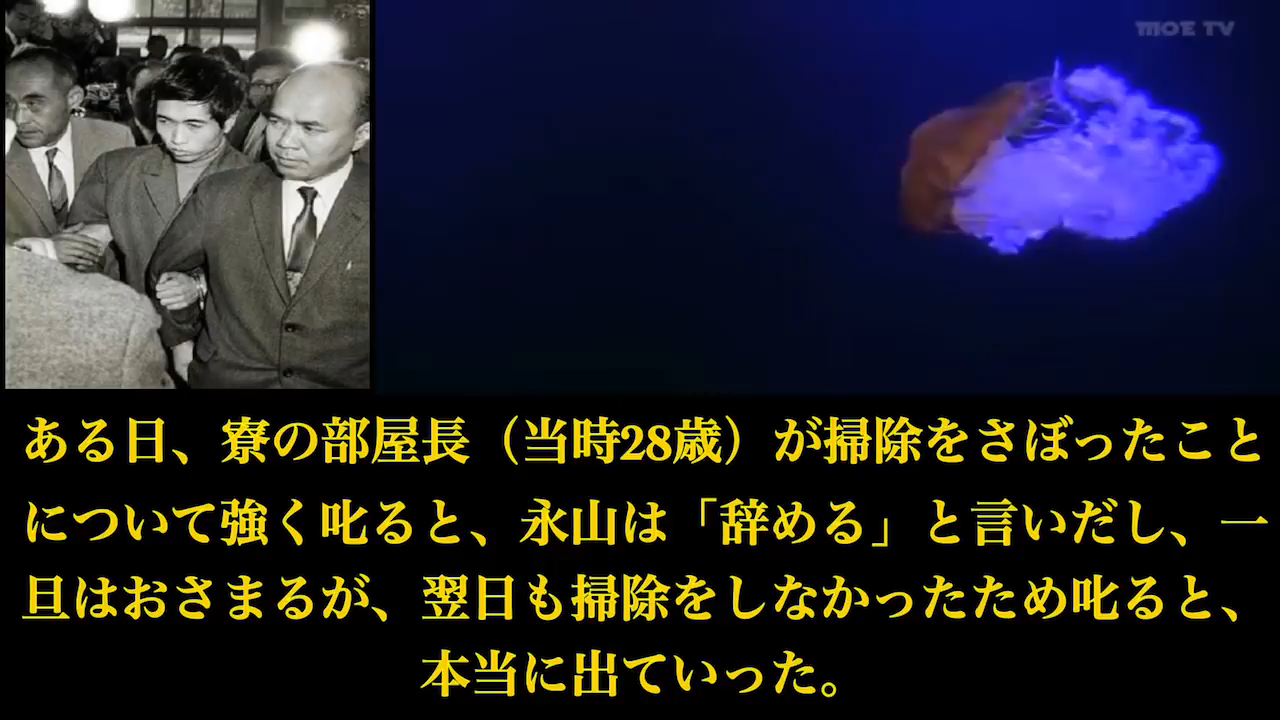 MOE TV
ある日、寮の部屋長（当時28歳）が掃除をさぼったこと
について強く叱ると、永山は「辞める」と言いだし、一
旦はおさまるが、翌日も掃除をしなかったため叱ると、
本当に出ていった。